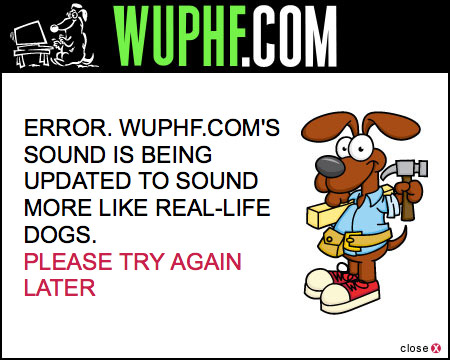 WUPHF.COM
ERROR. WUPHF.COM'S
SOUND IS BEING
UPDATED TO SOUND
MORE LIKE REAL-LIFE
DOGS.
PLEASE TRY AGAIN
LATER
close X